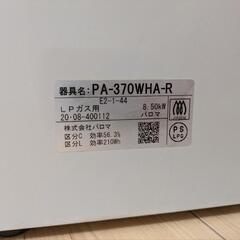 器具名: PA-370WHA-R
E2-1-44
LPガス用 8.50kW
20·08-400112 パロマ
株式会社パロマ
区分C 効率56.3%
区分L 効率210Wh
PS
LPG